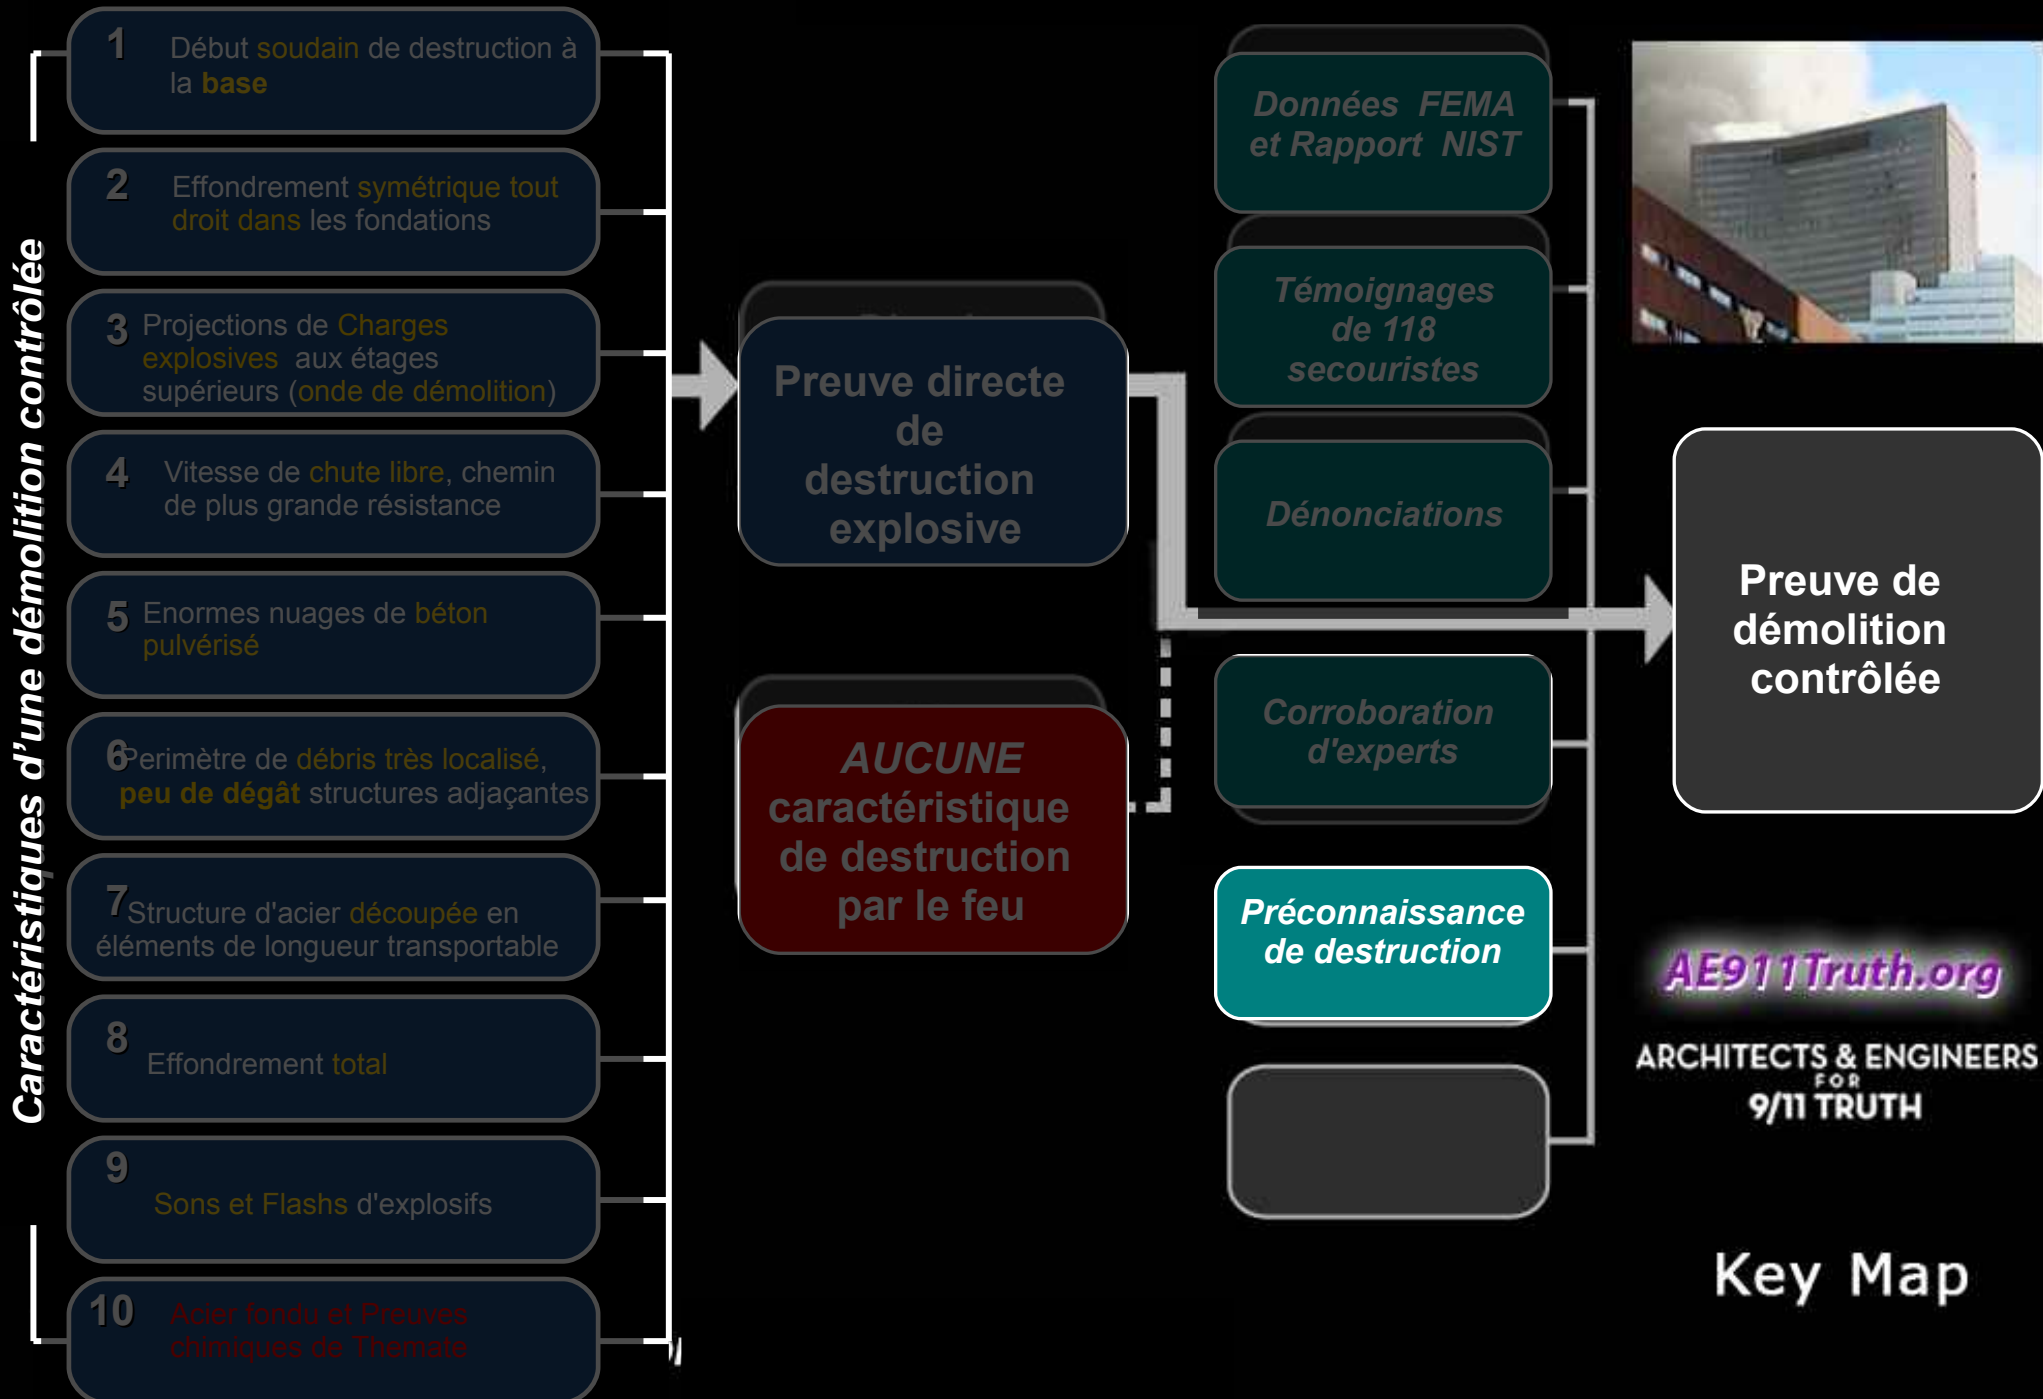 Caractéristiques d'une démolition contrôlée
1
Début soudain de destruction à
la base
2
Effondrement symétrique tout
droit dans les fondations
3
Projections de Charges
explosives aux étages
supérieurs (onde de démolition)
4
Vitesse de chute libre, chemin
de plus grande résistance
5
Enormes nuages de béton
pulvérisé
6
Perimètre de débris très localisé,
peu de dégât structures adjaçantes
7
Structure d'acier découpée en
éléments de longueur transportable
8
Effondrement total
9
Sons et Flashs d'explosifs
10
Acier fondu et Preuves
chimiques de Themate
Preuve directe
de
destruction
explosive
AUCUNE
caractéristique
de destruction
par le feu
Données FEMA
et Rapport NIST
Témoignages
de 118
secouristes
Dénonciations
Corroboration
d'experts
Préconnaissance
de destruction
Preuve de
démolition
contrôlée
AE911Truth.org
ARCHITECTS & ENGINEERS
FOR
9/11 TRUTH
Key Map